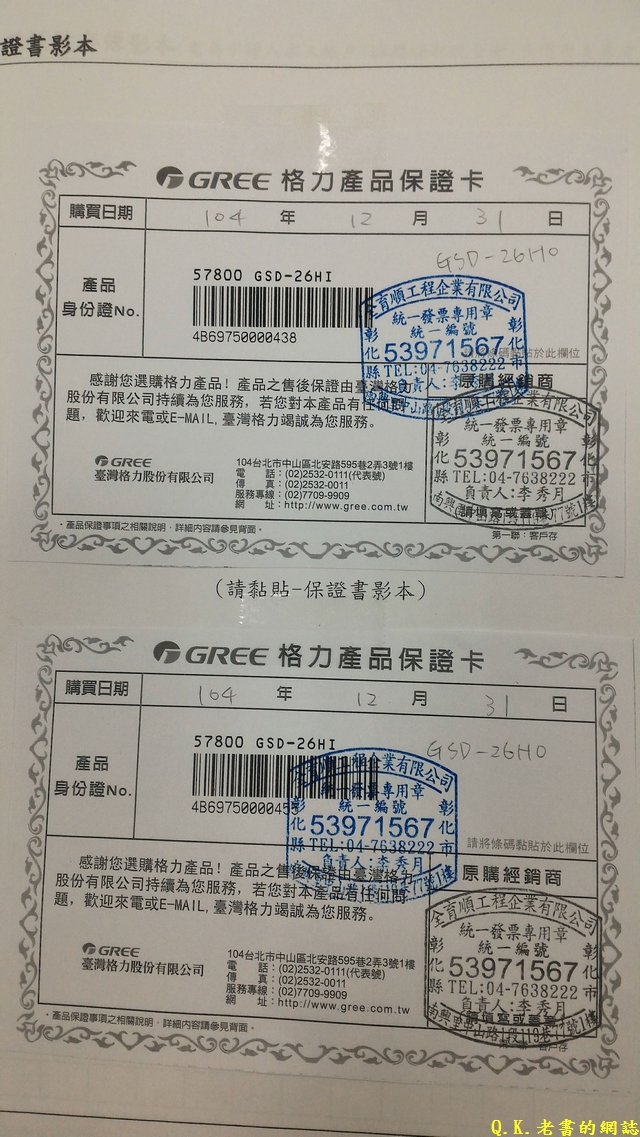 證書影本
GREE 格力產品保證卡
購買日期 104 年 12 月 31 日
GSD-26HO
產品
身份證No.
57800 GSD-26HI
4B69750000438
全育順工程企業有限公司
統一發票專用章
統一編號
彰化 53971567
縣 TEL:04-7638222 市
負責人:李
黏貼於此欄位
感謝您選購格力產品!產品之售後保證由臺灣格力
股份有限公司持續為您服務,若您對本產品有任何問
題,歡迎來電或E-MAIL,臺灣格力竭誠為您服務。
原購經銷商
全育順工程企業有限公司
統一發票專用章
統一編號
彰化 53971567 彰化
縣 TEL:04-7638222 市
負責人:李秀月
請填寫或蓋章
GREE
臺灣格力股份有限公司
104台北市中山區北安路595巷2弄3號1樓
電 話:(02)2532-0111(代表號)
傳 真:(02)2532-0011
服務專線:(02)7709-9909
網 址:http://www.gree.com.tw
·產品保證事項之相關說明,詳細內容請參見背面。
第一聯:客戶存
(請黏貼-保證書影本)
GREE 格力產品保證卡
購買日期 104 年 12 月 31 日
GSD-26HO
產品
身份證No.
57800 GSD-26HI
4B69750000455
全育順工程企業有限公司
統一發票專用章
統一編號
彰化 53971567 彰化
縣 TEL:04-7638222 市
負責人:李秀月
請將條碼黏貼於此欄位
感謝您選購格力產品!產品之售後保證由臺灣格力
股份有限公司持續為您服務,若您對本產品有任何問
題,歡迎來電或E-MAIL,臺灣格力竭誠為您服務。
原購經銷商
全育順工程企業有限公司
統一發票專用章
統一編號
彰化 53971567 彰化
縣 TEL:04-7638222 市
負責人:李秀月
南興里中山路1段119巷77號1樓
請填寫或蓋章
GREE
臺灣格力股份有限公司
104台北市中山區北安路595巷2弄3號1樓
電 話:(02)2532-0111(代表號)
傳 真:(02)2532-0011
服務專線:(02)7709-9909
網 址:http://www.gree.com.tw
·產品保證事項之相關說明,詳細內容請參見背面。
客戶存
Q.K.老書的網誌